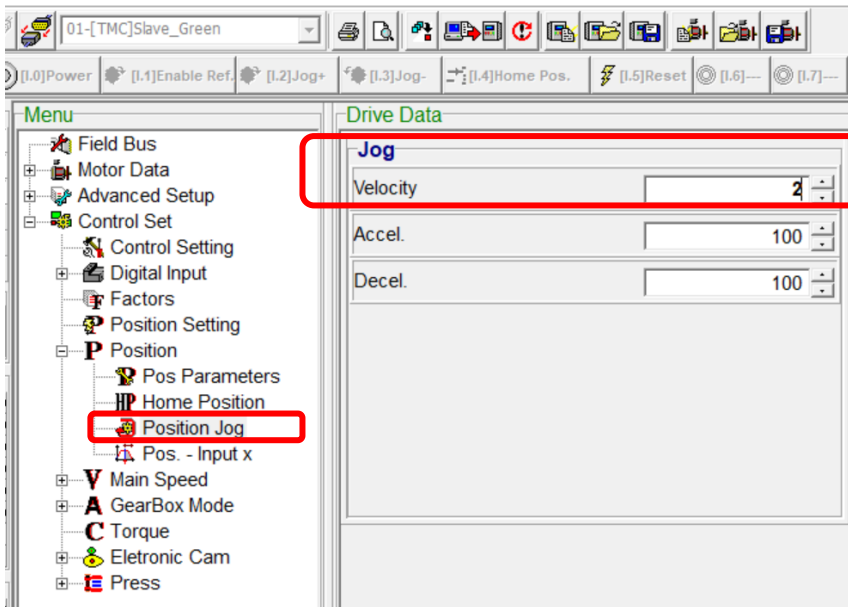 01-[TMC]Slave_Green
[I.0]Power [I.1]Enable Ref. [I.2]Jog+ [I.3]Jog- [I.4]Home Pos. [I.5]Reset [I.6]--- [I.7]---
Menu
Field Bus
Motor Data
Advanced Setup
Control Set
Control Setting
Digital Input
Factors
Position Setting
P Position
Pos Parameters
HP Home Position
Position Jog
Pos. - Input x
V Main Speed
A GearBox Mode
C Torque
Eletronic Cam
Press
Drive Data
Jog
Velocity 2
Accel. 100
Decel. 100